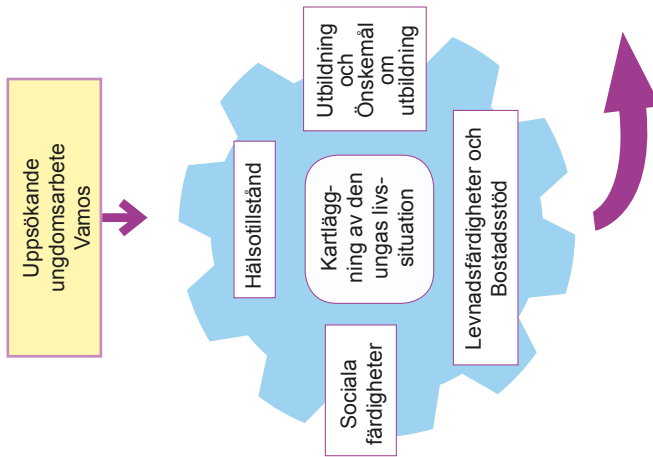 Uppsökande
ungdomsarbete
Vamos
Hälsotillstånd
Utbildning
och
Önskemål
om
utbildning
Kartlägg-
ning av den
ungas livs-
situation
Sociala
färdigheter
Levnadsfärdigheter och
Bostadsstöd